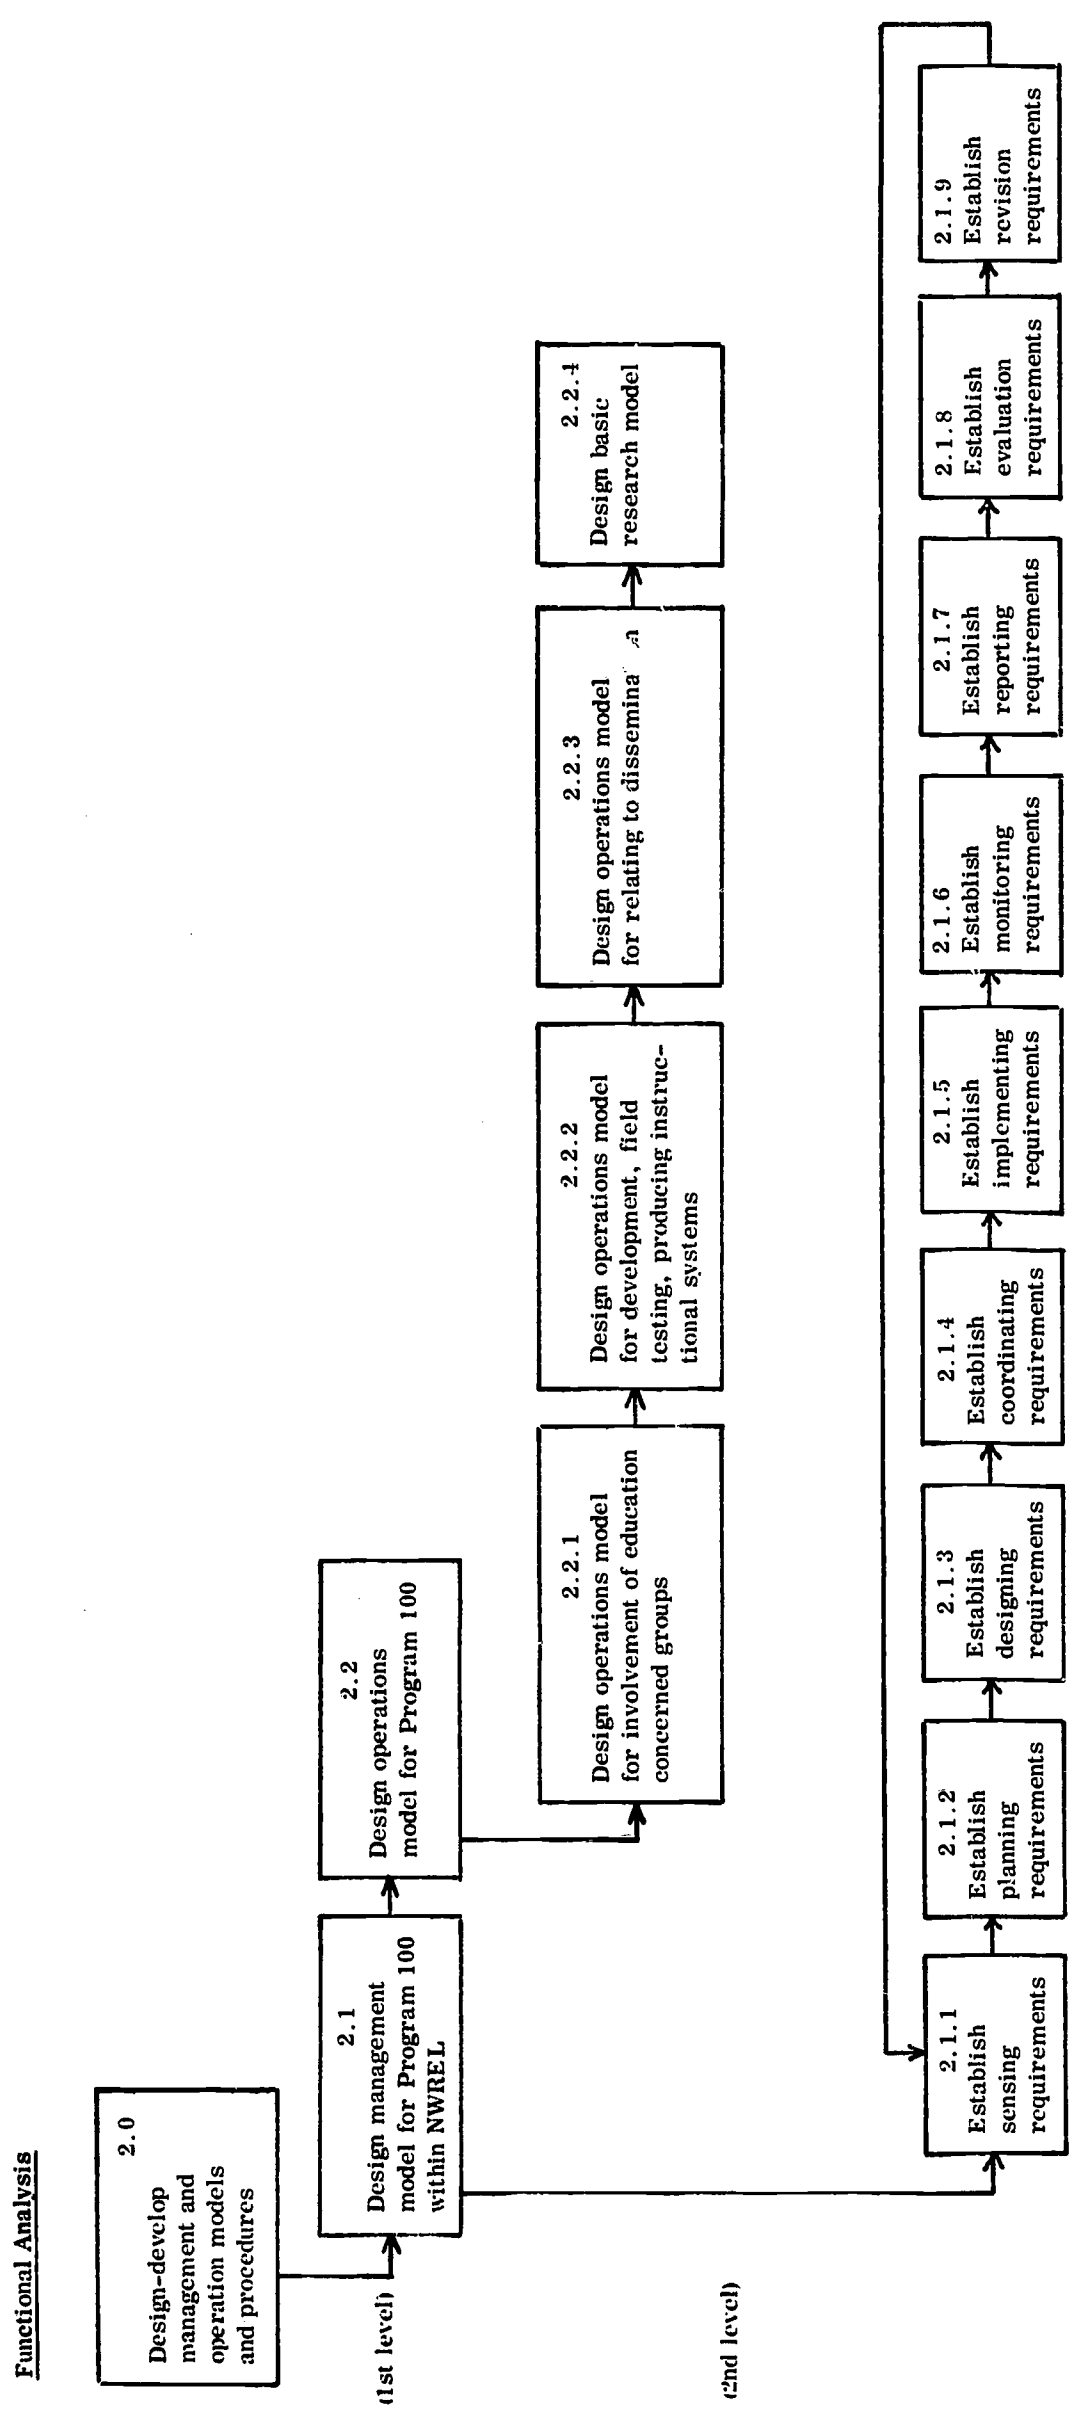 Functional Analysis
2.0
Design-develop
management and
operation models
and procedures
(1st level)
2.1
Design management
model for Program 100
within NWREL
2.2
Design operations
model for Program 100
(2nd level)
2.2.1
Design operations model
for involvement of education
concerned groups
2.2.2
Design operations model
for development, field
testing, producing instruc-
tional systems
2.2.3
Design operations model
for relating to
2.2.4
Design basic
research model
2.1.1
Establish
sensing
requirements
2.1.2
Establish
planning
requirements
2.1.3
Establish
designing
requirements
2.1.4
Establish
coordinating
requirements
2.1.5
Establish
implementing
requirements
2.1.6
Establish
monitoring
requirements
2.1.7
Establish
reporting
requirements
2.1.8
Establish
evaluation
requirements
2.1.9
Establish
revision
requirements